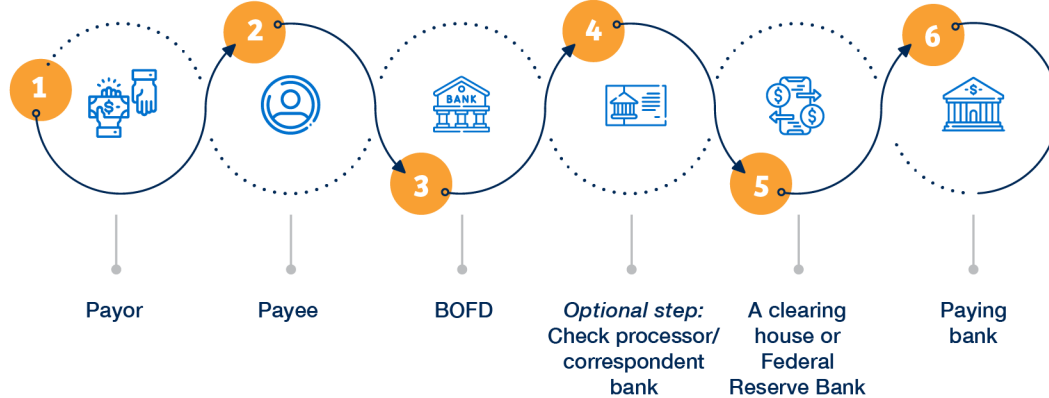 1
2
3
4
5
6
BANK
Payor
Payee
BOFD
Optional step:
Check processor/
correspondent
bank
A clearing
house or
Federal
Reserve Bank
Paying
bank